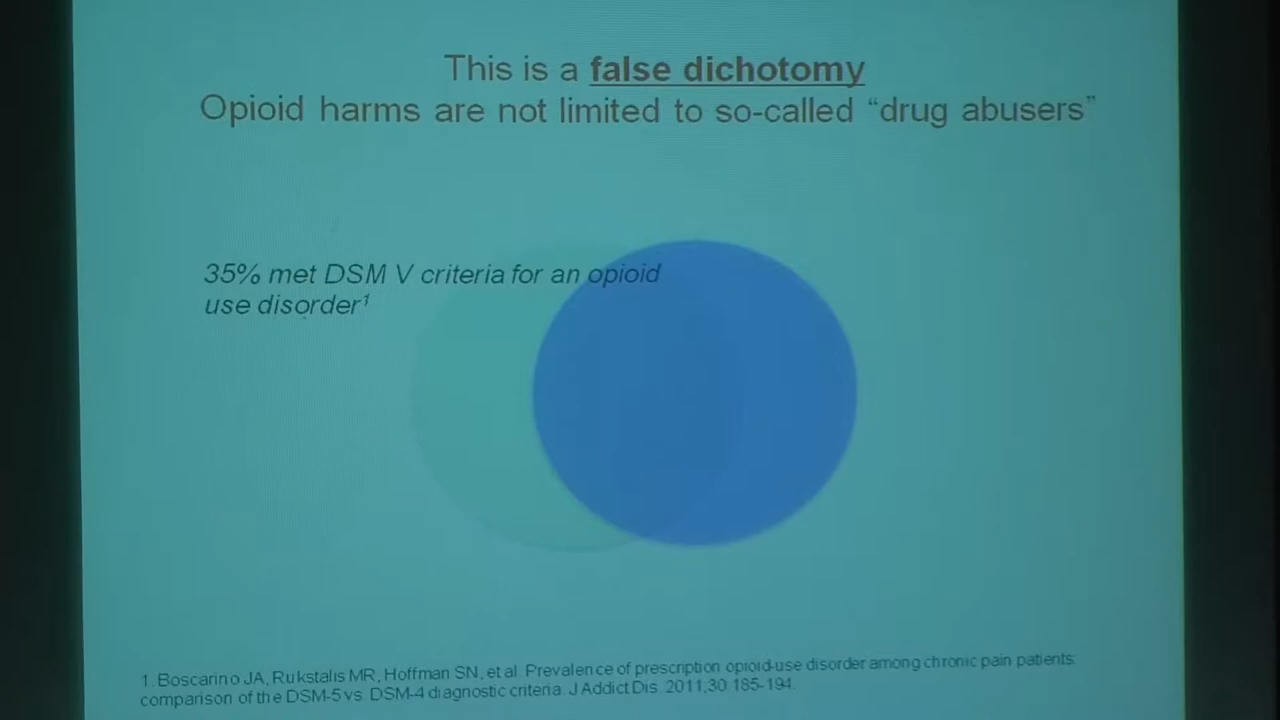 This is a false dichotomy
Opioid harms are not limited to so-called “drug abusers”
35% met DSM V criteria for an opioid
use disorder¹
1. Boscarino JA, Rukstalis MR, Hoffman SN, et al. Prevalence of prescription opioid-use disorder among chronic pain patients:
comparison of the DSM-5 vs. DSM-4 diagnostic criteria. J Addict Dis. 2011;30:185-194.